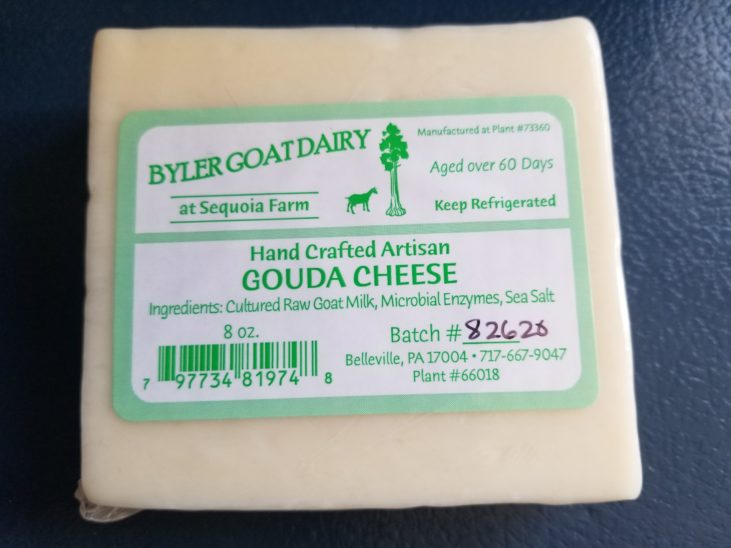 BYLER GOAT DAIRY
at Sequoia Farm
Manufactured at Plant #73360
Aged over 60 Days
Keep Refrigerated
Hand Crafted Artisan
GOUDA CHEESE
Ingredients: Cultured Raw Goat Milk, Microbial Enzymes, Sea Salt
8 oz.
7 97734 81974 8
Batch # 82620
Belleville, PA 17004 • 717-667-9047
Plant #66018